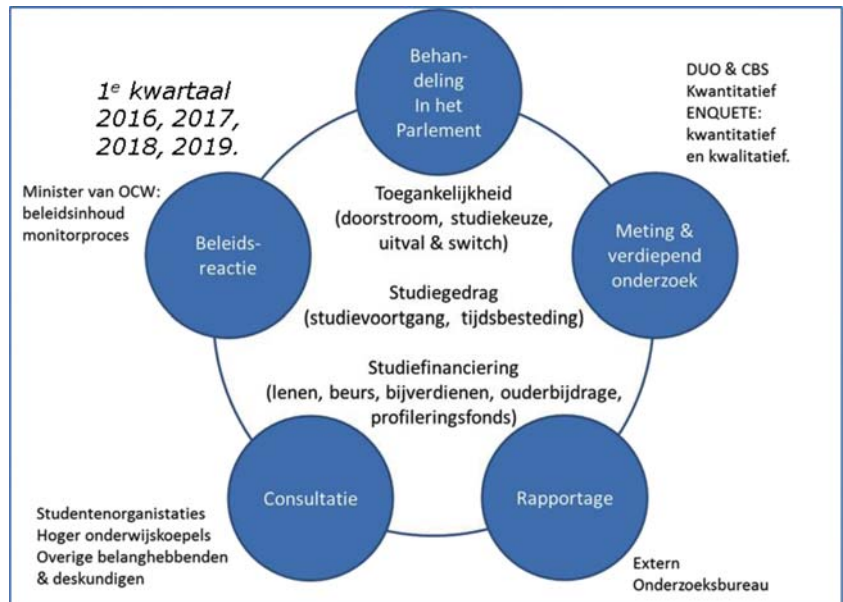 Behan-
deling
In het
Parlement
1e kwartaal
2016, 2017,
2018, 2019.
DUO & CBS
Kwantitatief
ENQUETE:
kwantitatief
en kwalitatief.
Minister van OCW:
beleidsinhoud
monitorproces
Beleids-
reactie
Toegankelijkheid
(doorstroom, studiekeuze,
uitval & switch)
Meting &
verdiepend
onderzoek
Studiegedrag
(studievoortgang, tijdsbesteding)
Studiefinanciering
(lenen, beurs, bijverdienen, ouderbijdrage,
profileringsfonds)
Consultatie
Rapportage
Studentenorganistaties
Hoger onderwijskoepels
Overige belanghebbenden
& deskundigen
Extern
Onderzoeksbureau